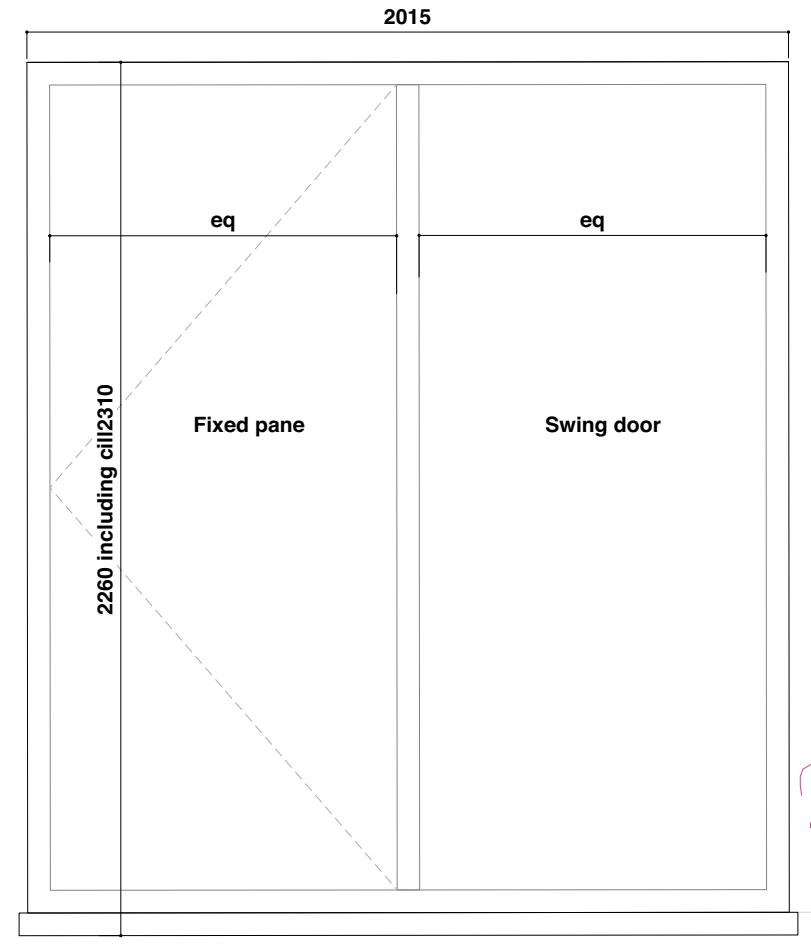 2015
eq
eq
Fixed pane
Swing door
2260 including cill2310